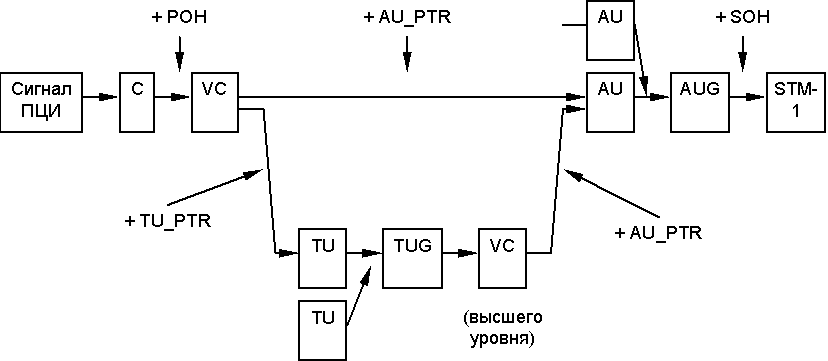 + POH
+ AU_PTR
AU
+ SOH
Сигнал
ПЦИ
C
VC
AU
AUG
STM-
1
+ TU_PTR
+ AU_PTR
TU
TUG
VC
TU
(высшего
уровня)